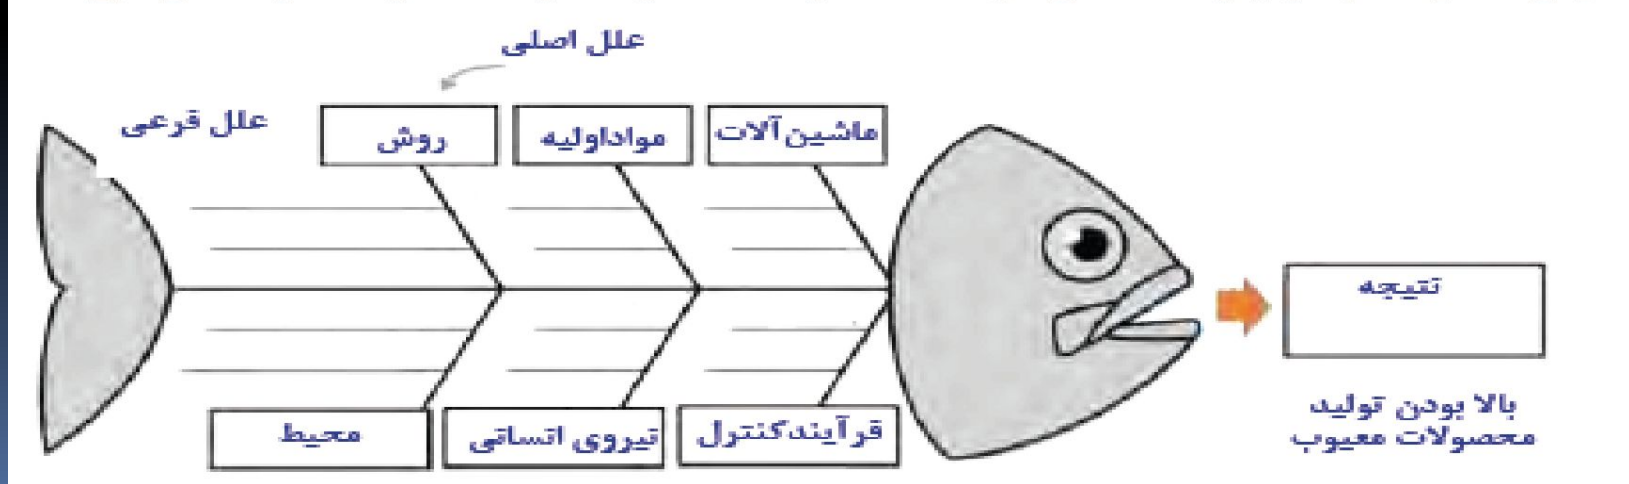 علل اصلی
علل فرعی
روش
مواداولیه
ماشین‌آلات
نتیجه
بالا بودن تولید
محصولات معیوب
محیط
نیروی انسانی
فرآیندکنترل